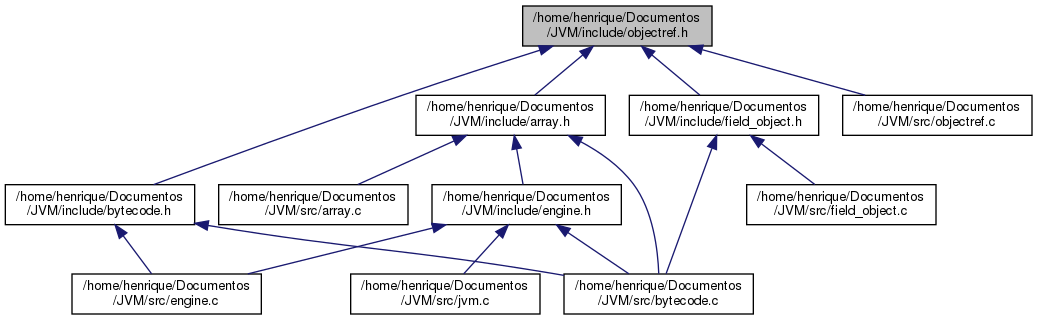 /home/henrique/Documentos
/JVM/include/objectref.h
/home/henrique/Documentos
/JVM/include/array.h
/home/henrique/Documentos
/JVM/include/field_object.h
/home/henrique/Documentos
/JVM/src/objectref.c
/home/henrique/Documentos
/JVM/include/bytecode.h
/home/henrique/Documentos
/JVM/src/array.c
/home/henrique/Documentos
/JVM/include/engine.h
/home/henrique/Documentos
/JVM/src/field_object.c
/home/henrique/Documentos
/JVM/src/engine.c
/home/henrique/Documentos
/JVM/src/jvm.c
/home/henrique/Documentos
/JVM/src/bytecode.c